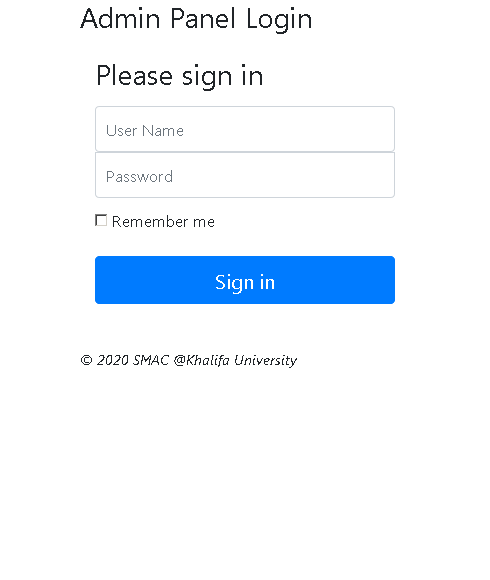 Admin Panel Login
Please sign in
User Name
Password
Remember me
Sign in
© 2020 SMAC @Khalifa University